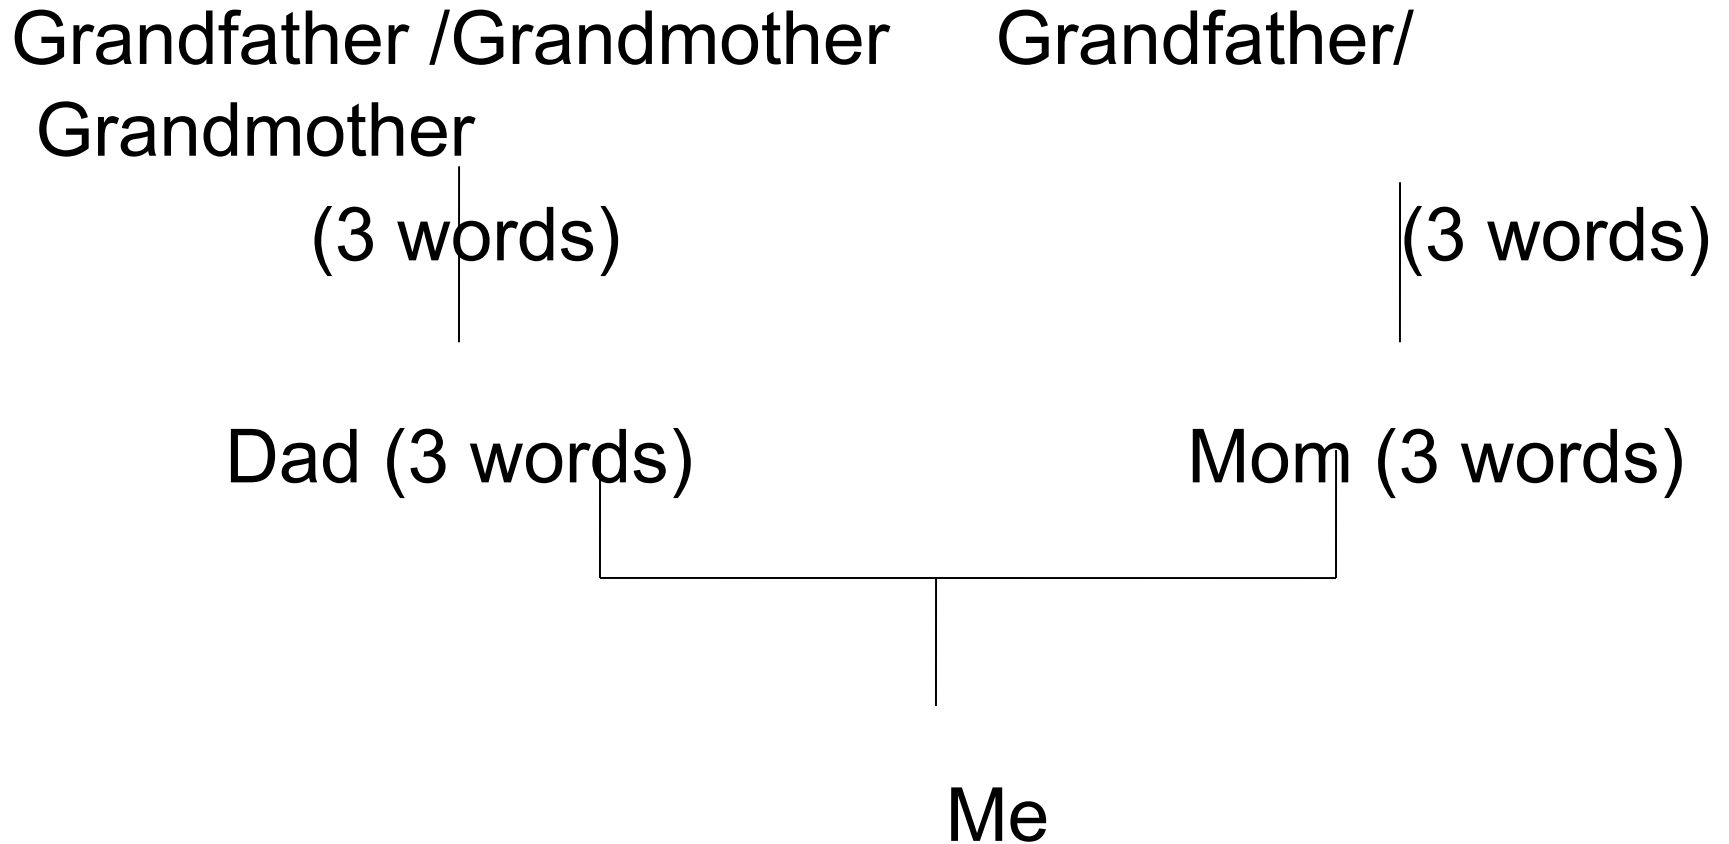 Grandfather /Grandmother Grandfather/
Grandmother
(3 words) (3 words)
Dad (3 words) Mom (3 words)
Me